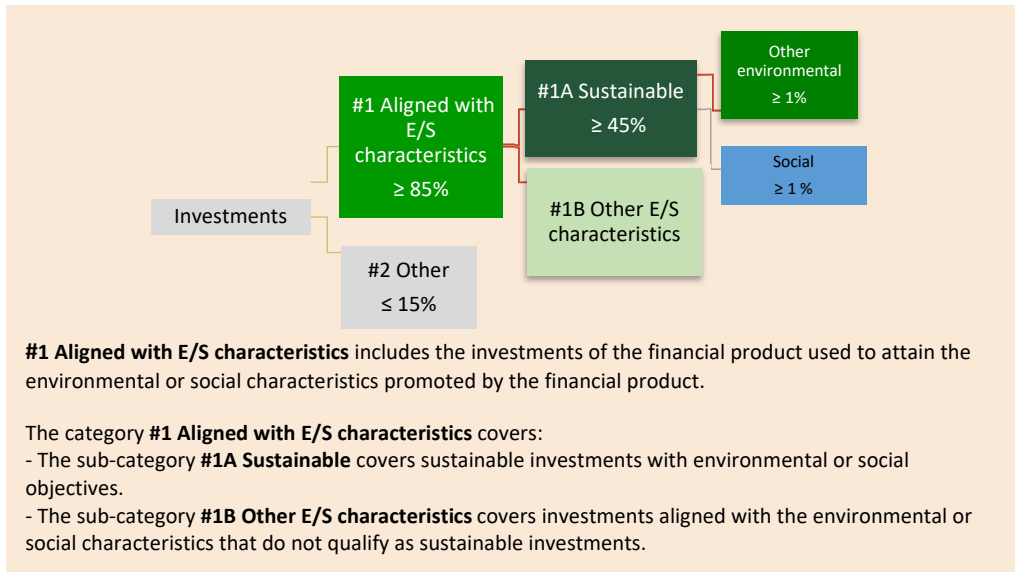 Other
environmental
≥ 1%
#1 Aligned with
E/S
characteristics
≥ 85%
#1A Sustainable
≥ 45%
Social
≥ 1 %
Investments
#1B Other E/S
characteristics
#2 Other
≤ 15%
#1 Aligned with E/S characteristics includes the investments of the financial product used to attain the
environmental or social characteristics promoted by the financial product.
The category #1 Aligned with E/S characteristics covers:
- The sub-category #1A Sustainable covers sustainable investments with environmental or social
objectives.
- The sub-category #1B Other E/S characteristics covers investments aligned with the environmental or
social characteristics that do not qualify as sustainable investments.